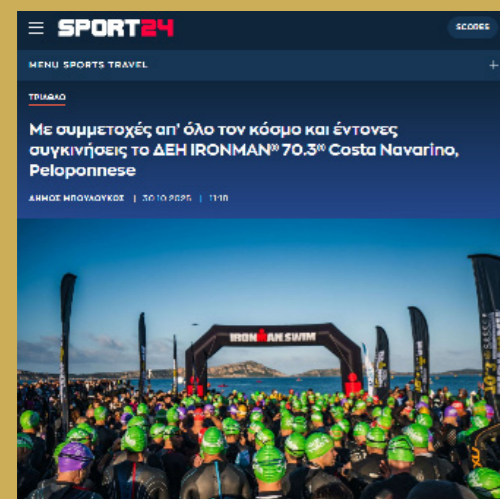 SPORT24
SCORES
MENU SPORTS TRAVEL
ΤΡΙΑΘΛΟ
Με συμμετοχές απ' όλο τον κόσμο και έντονες
συγκινήσεις το ΔΕΗ IRONMAN® 70.3® Costa Navarino,
Peloponnese
ΔΗΜΟΣ ΜΠΟΥΛΟΥΚΟΣ | 30.10.2025 | 11:18
IRONMAN SWIM